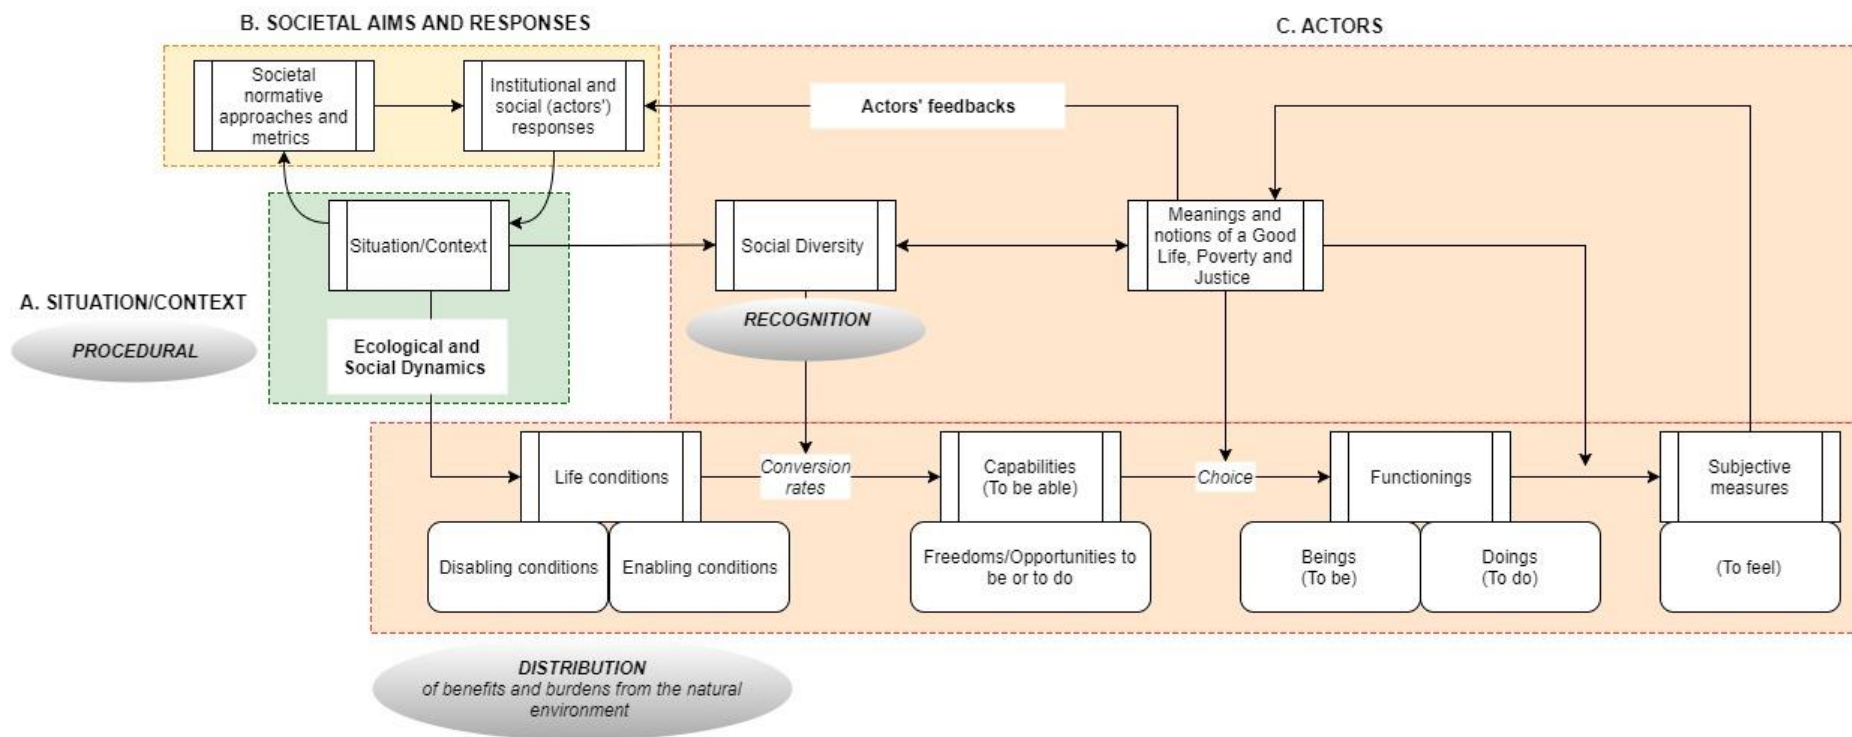 B. SOCIETAL AIMS AND RESPONSES
C. ACTORS
Societal
normative
approaches and
metrics
Institutional and
social (actors')
responses
Actors' feedbacks
Situation/Context
Social Diversity
Meanings and
notions of a Good
Life, Poverty and
Justice
A. SITUATION/CONTEXT
PROCEDURAL
RECOGNITION
Ecological and
Social Dynamics
Life conditions
Conversion
rates
Capabilities
(To be able)
Choice
Functionings
Subjective
measures
Disabling conditions
Enabling conditions
Freedoms/Opportunities to
be or to do
Beings
(To be)
Doings
(To do)
(To feel)
DISTRIBUTION
of benefits and burdens from the natural
environment